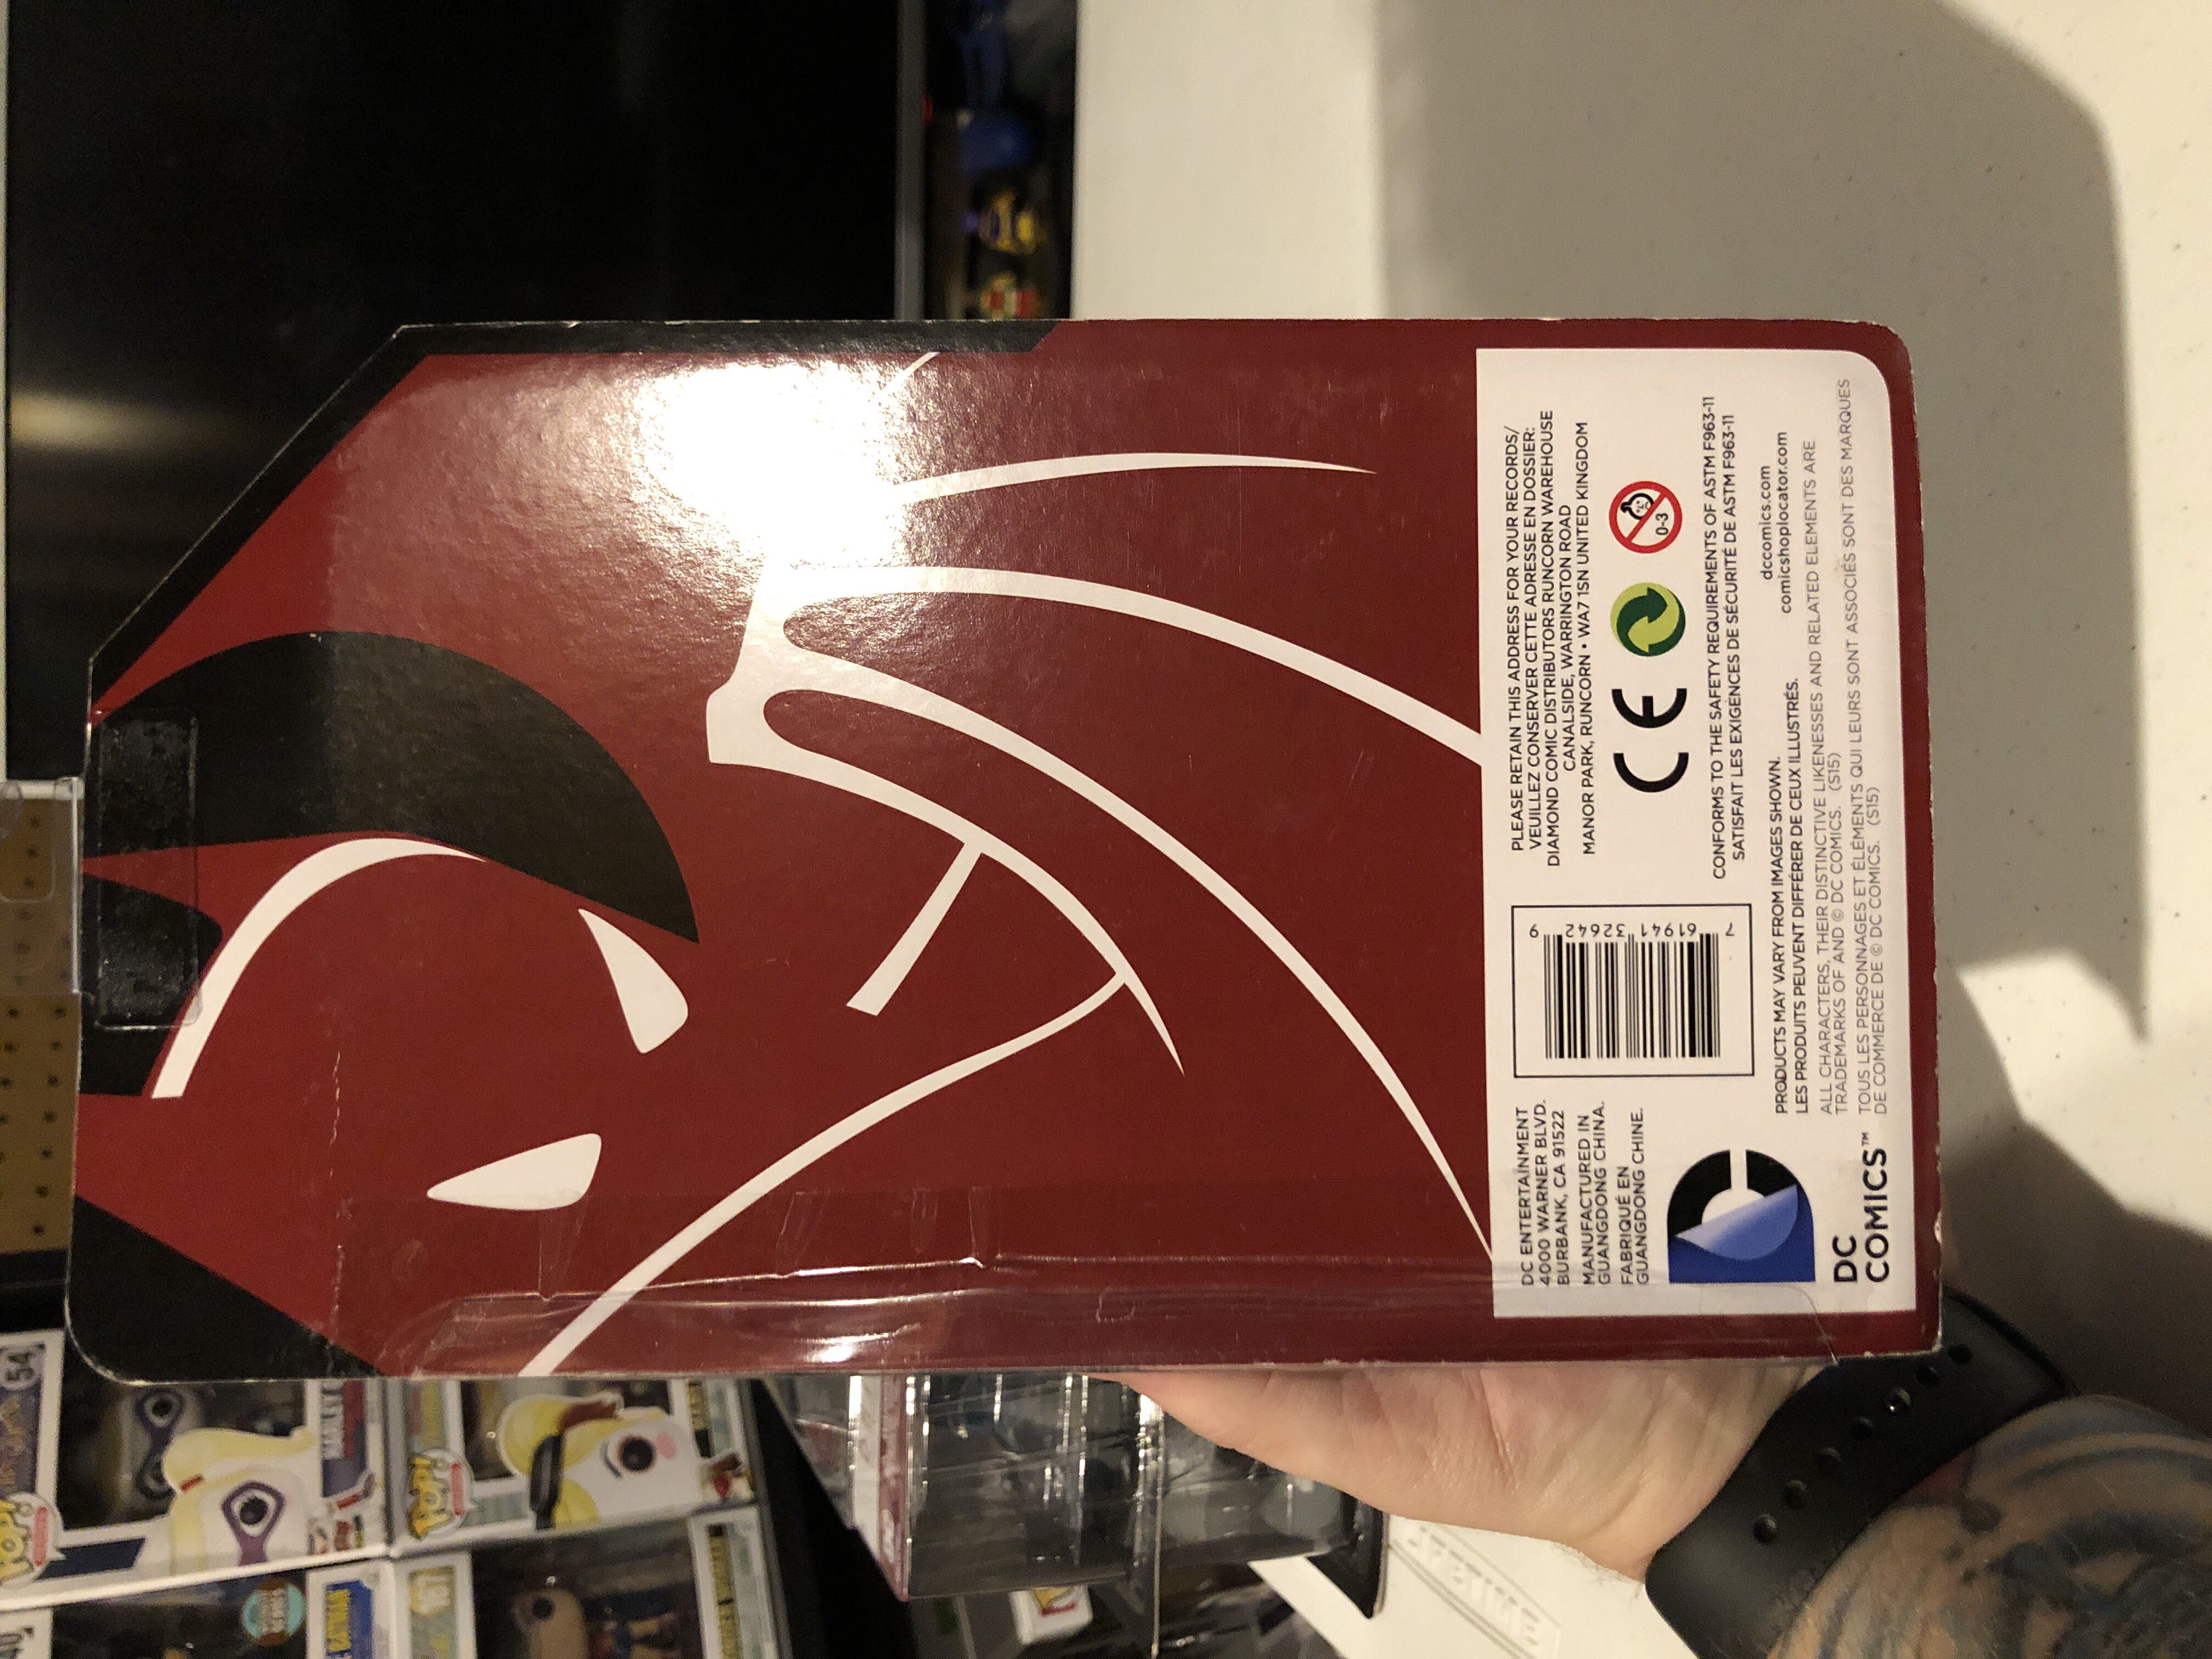 DC ENTERTAINMENT
4000 WARNER BLVD.
BURBANK, CA 91522
MANUFACTURED IN
GUANGDONG CHINA.
FABRIQUÉ EN
GUANGDONG CHINE.
DC
COMICS™
7 61941 32642 9
PLEASE RETAIN THIS ADDRESS FOR YOUR RECORDS/
VEUILLEZ CONSERVER CETTE ADRESSE EN DOSSIER:
DIAMOND COMIC DISTRIBUTORS RUNCORN WAREHOUSE
CANALSIDE, WARRINGTON ROAD
MANOR PARK, RUNCORN • WA7 1SN UNITED KINGDOM
CE
0-3
CONFORMS TO THE SAFETY REQUIREMENTS OF ASTM F963-11
SATISFAIT LES EXIGENCES DE SÉCURITÉ DE ASTM F963-11
PRODUCTS MAY VARY FROM IMAGES SHOWN.
LES PRODUITS PEUVENT DIFFÉRER DE CEUX ILLUSTRÉS.
dccomics.com
comicshoplocator.com
ALL CHARACTERS, THEIR DISTINCTIVE LIKENESSES AND RELATED ELEMENTS ARE
TRADEMARKS OF AND © DC COMICS. (S15)
TOUS LES PERSONNAGES ET ÉLÉMENTS QUI LEURS SONT ASSOCIÉS SONT DES MARQUES
DE COMMERCE DE © DC COMICS. (S15)
54
POP!
POP!
167
40